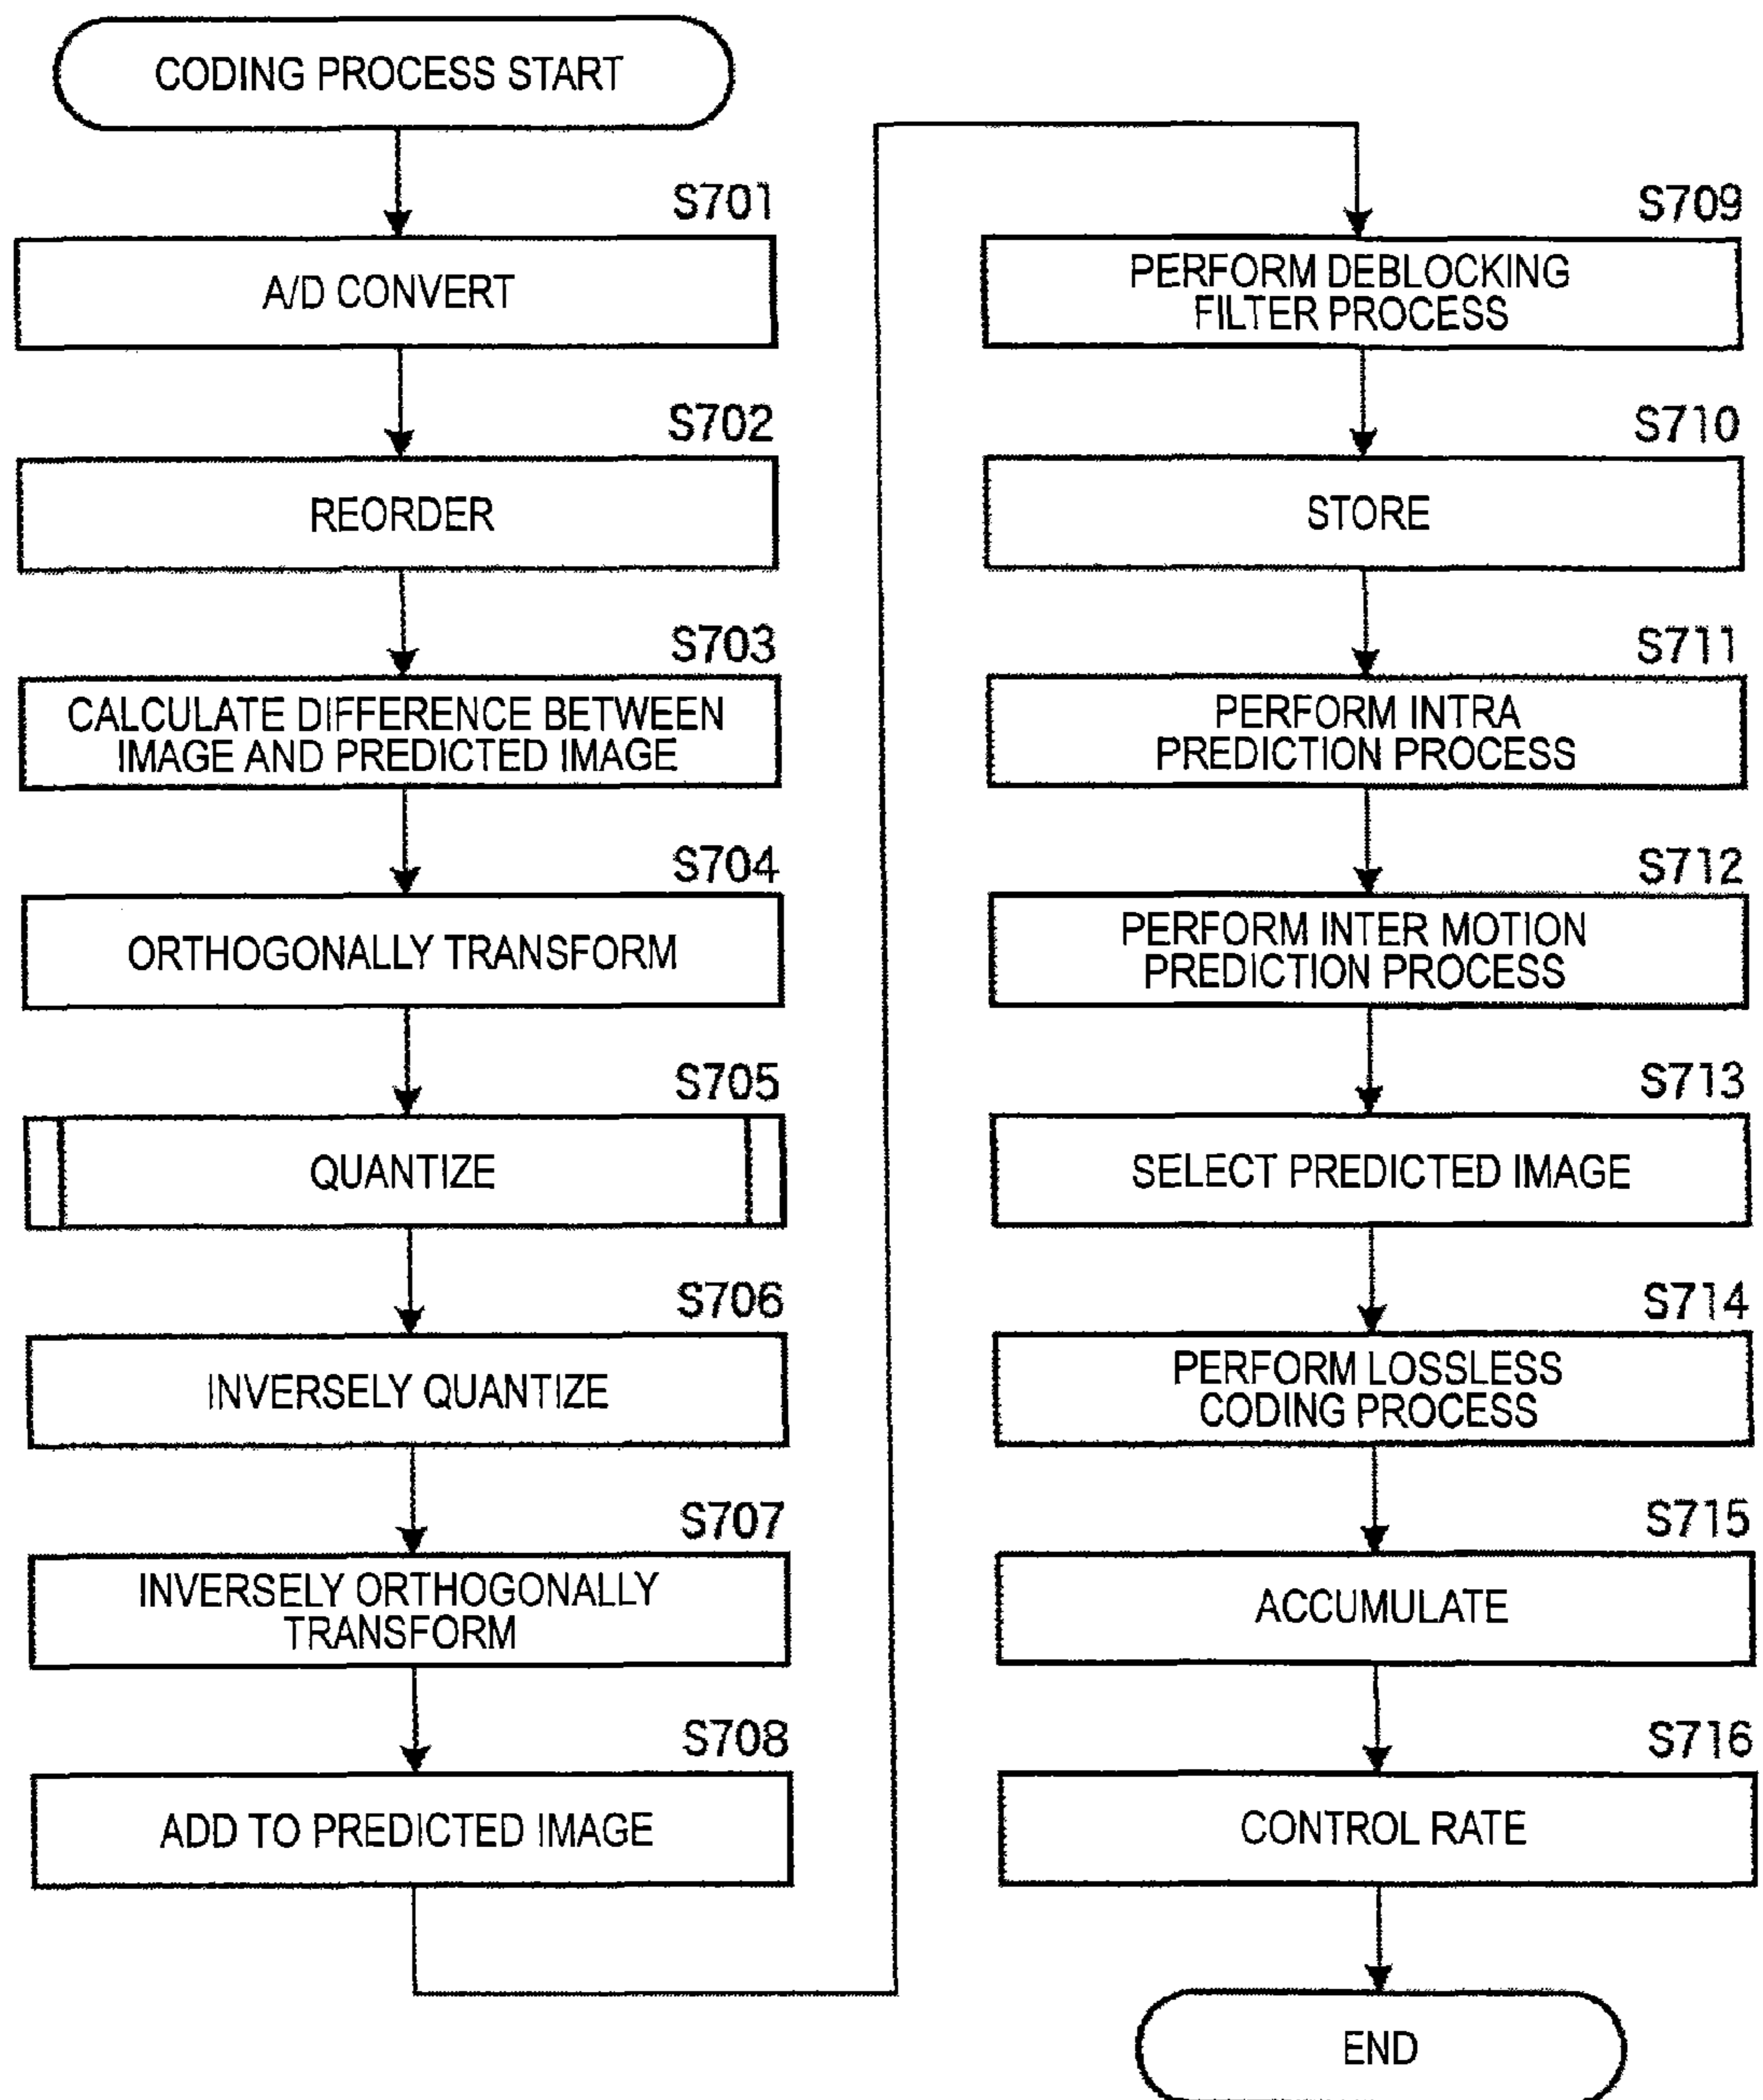 CODING PROCESS START
S701
A/D CONVERT
S702
REORDER
S703
CALCULATE DIFFERENCE BETWEEN
IMAGE AND PREDICTED IMAGE
S704
ORTHOGONALLY TRANSFORM
S705
QUANTIZE
S706
INVERSELY QUANTIZE
S707
INVERSELY ORTHOGONALLY
TRANSFORM
S708
ADD TO PREDICTED IMAGE
S709
PERFORM DEBLOCKING
FILTER PROCESS
S710
STORE
S711
PERFORM INTRA
PREDICTION PROCESS
S712
PERFORM INTER MOTION
PREDICTION PROCESS
S713
SELECT PREDICTED IMAGE
S714
PERFORM LOSSLESS
CODING PROCESS
S715
ACCUMULATE
S716
CONTROL RATE
END